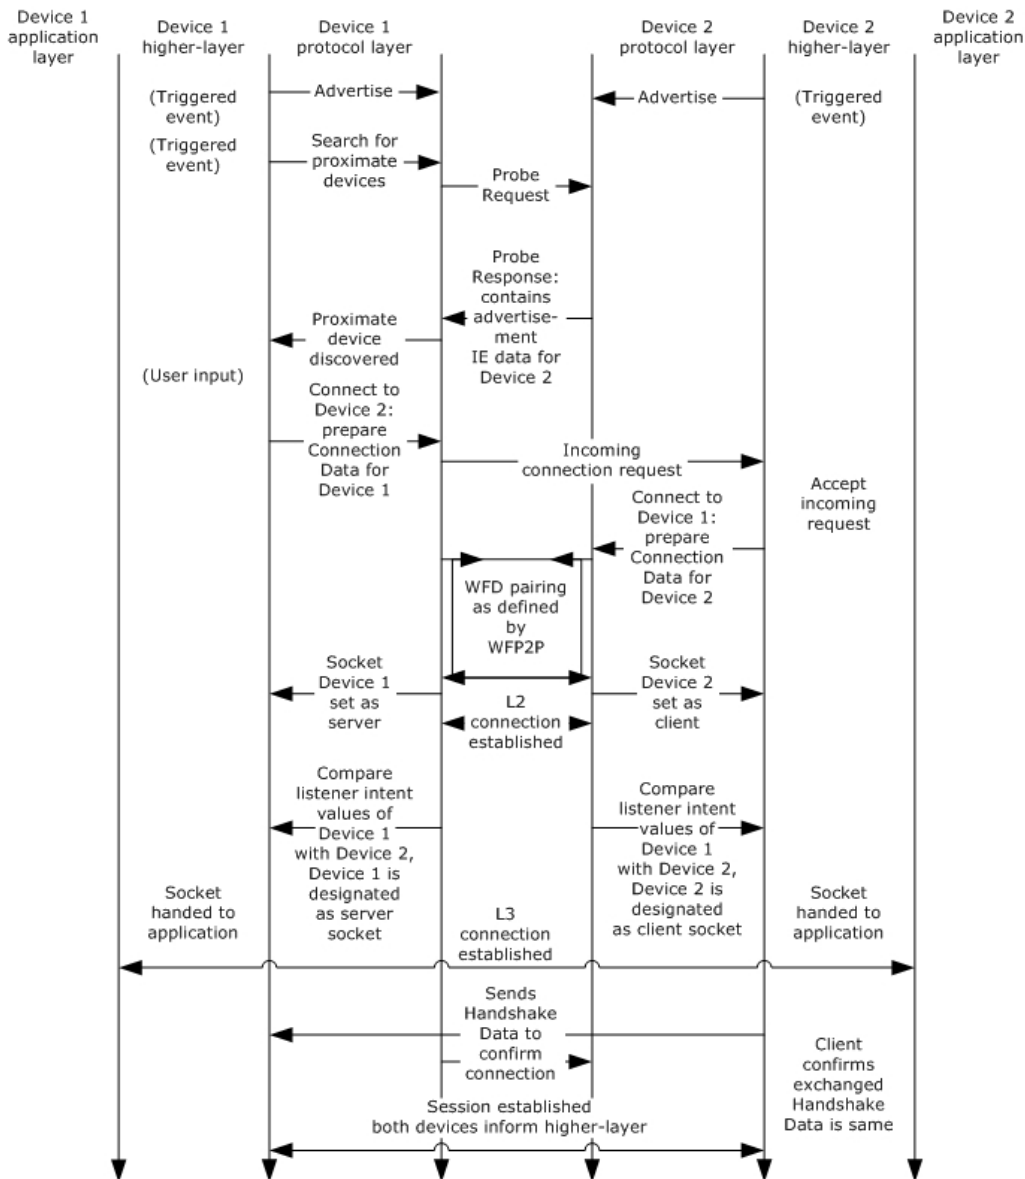 Device 1
application
layer
Device 1
higher-layer
Device 1
protocol layer
Device 2
protocol layer
Device 2
higher-layer
Device 2
application
layer
(Triggered
event)
Advertise
Advertise
(Triggered
event)
(Triggered
event)
Search for
proximate
devices
Probe
Request
Probe
Response:
contains
advertise-
ment
IE data for
Device 2
Proximate
device
discovered
(User input)
Connect to
Device 2:
prepare
Connection
Data for
Device 1
Incoming
connection request
Accept
incoming
request
Connect to
Device 1:
prepare
Connection
Data for
Device 2
WFD pairing
as defined
by
WFP2P
Socket
Device 1
set as
server
Socket
Device 2
set as
client
L2
connection
established
Compare
listener intent
values of
Device 1
with Device 2,
Device 1 is
designated
as server
socket
Compare
listener intent
values of
Device 1
with Device 2,
Device 2 is
designated
as client socket
Socket
handed to
application
L3
connection
established
Socket
handed to
application
Sends
Handshake
Data to
confirm
connection
Client
confirms
exchanged
Handshake
Data is same
Session established
both devices inform higher-layer